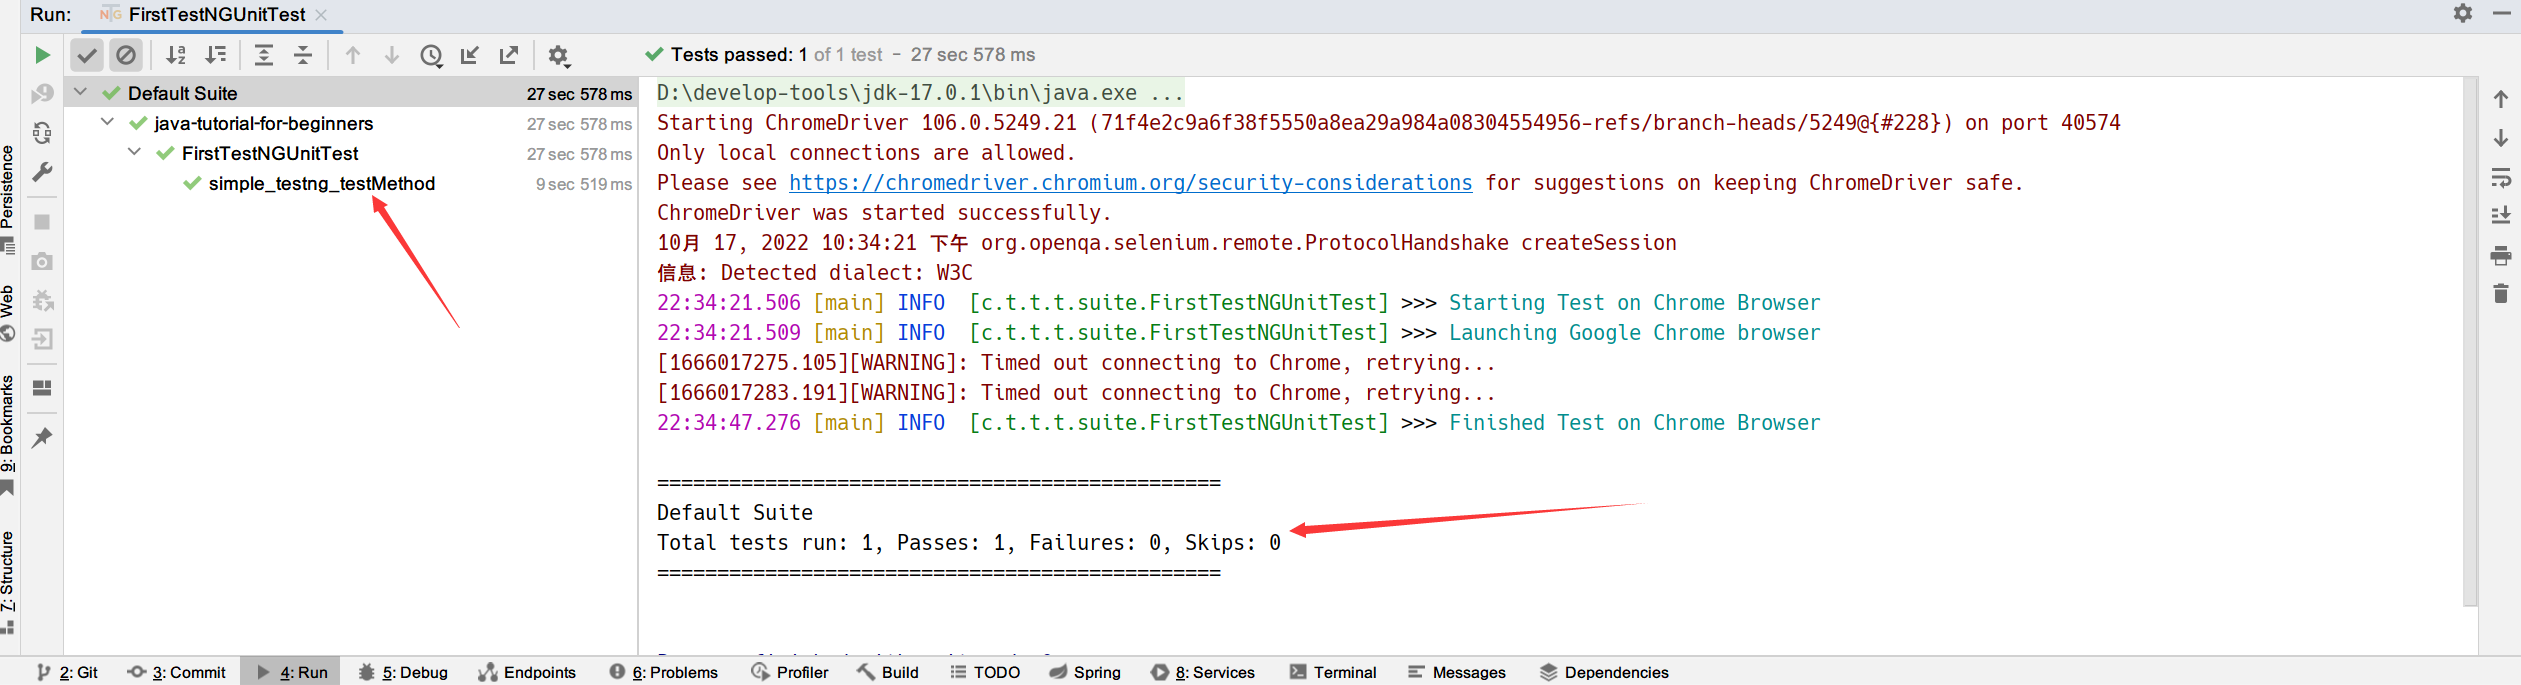 Run: FirstTestNGUnitTest
Tests passed: 1 of 1 test – 27 sec 578 ms
Default Suite 27 sec 578 ms
java-tutorial-for-beginners 27 sec 578 ms
FirstTestNGUnitTest 27 sec 578 ms
simple_testng_testMethod 9 sec 519 ms
D:\develop-tools\jdk-17.0.1\bin\java.exe ...
Starting ChromeDriver 106.0.5249.21 (71f4e2c9a6f38f5550a8ea29a984a08304554956-refs/branch-heads/5249@{#228}) on port 40574
Only local connections are allowed.
Please see https://chromedriver.chromium.org/security-considerations for suggestions on keeping ChromeDriver safe.
ChromeDriver was started successfully.
10月 17, 2022 10:34:21 下午 org.openqa.selenium.remote.ProtocolHandshake createSession
信息: Detected dialect: W3C
22:34:21.506 [main] INFO  [c.t.t.t.suite.FirstTestNGUnitTest] >>> Starting Test on Chrome Browser
22:34:21.509 [main] INFO  [c.t.t.t.suite.FirstTestNGUnitTest] >>> Launching Google Chrome browser
[1666017275.105][WARNING]: Timed out connecting to Chrome, retrying...
[1666017283.191][WARNING]: Timed out connecting to Chrome, retrying...
22:34:47.276 [main] INFO  [c.t.t.t.suite.FirstTestNGUnitTest] >>> Finished Test on Chrome Browser
===============================================
Default Suite
Total tests run: 1, Passes: 1, Failures: 0, Skips: 0
===============================================
Persistence
Web
9: Bookmarks
7: Structure
2: Git
3: Commit
4: Run
5: Debug
Endpoints
6: Problems
Profiler
Build
TODO
Spring
8: Services
Terminal
Messages
Dependencies